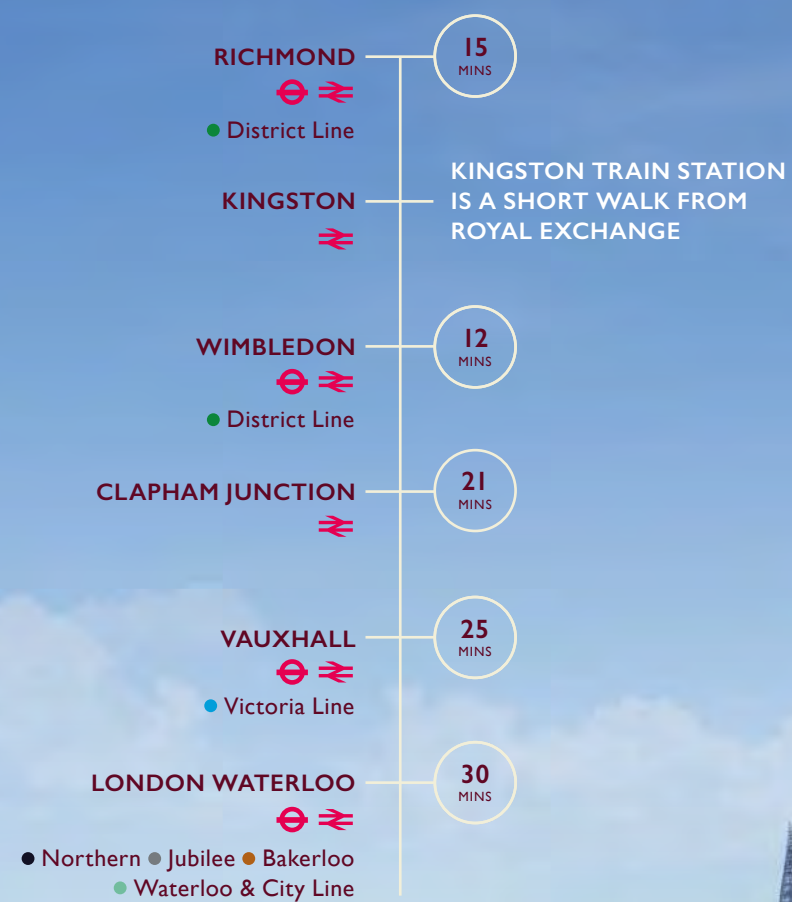 RICHMOND
15
MINS
District Line
KINGSTON
KINGSTON TRAIN STATION
IS A SHORT WALK FROM
ROYAL EXCHANGE
WIMBLEDON
12
MINS
District Line
CLAPHAM JUNCTION
21
MINS
VAUXHALL
25
MINS
Victoria Line
LONDON WATERLOO
30
MINS
Northern Jubilee Bakerloo
Waterloo & City Line